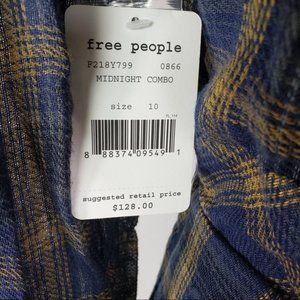 free people
F218Y799 0866
MIDNIGHT COMBO
size 10
8 88374 09549 1
suggested retail price
$128.00